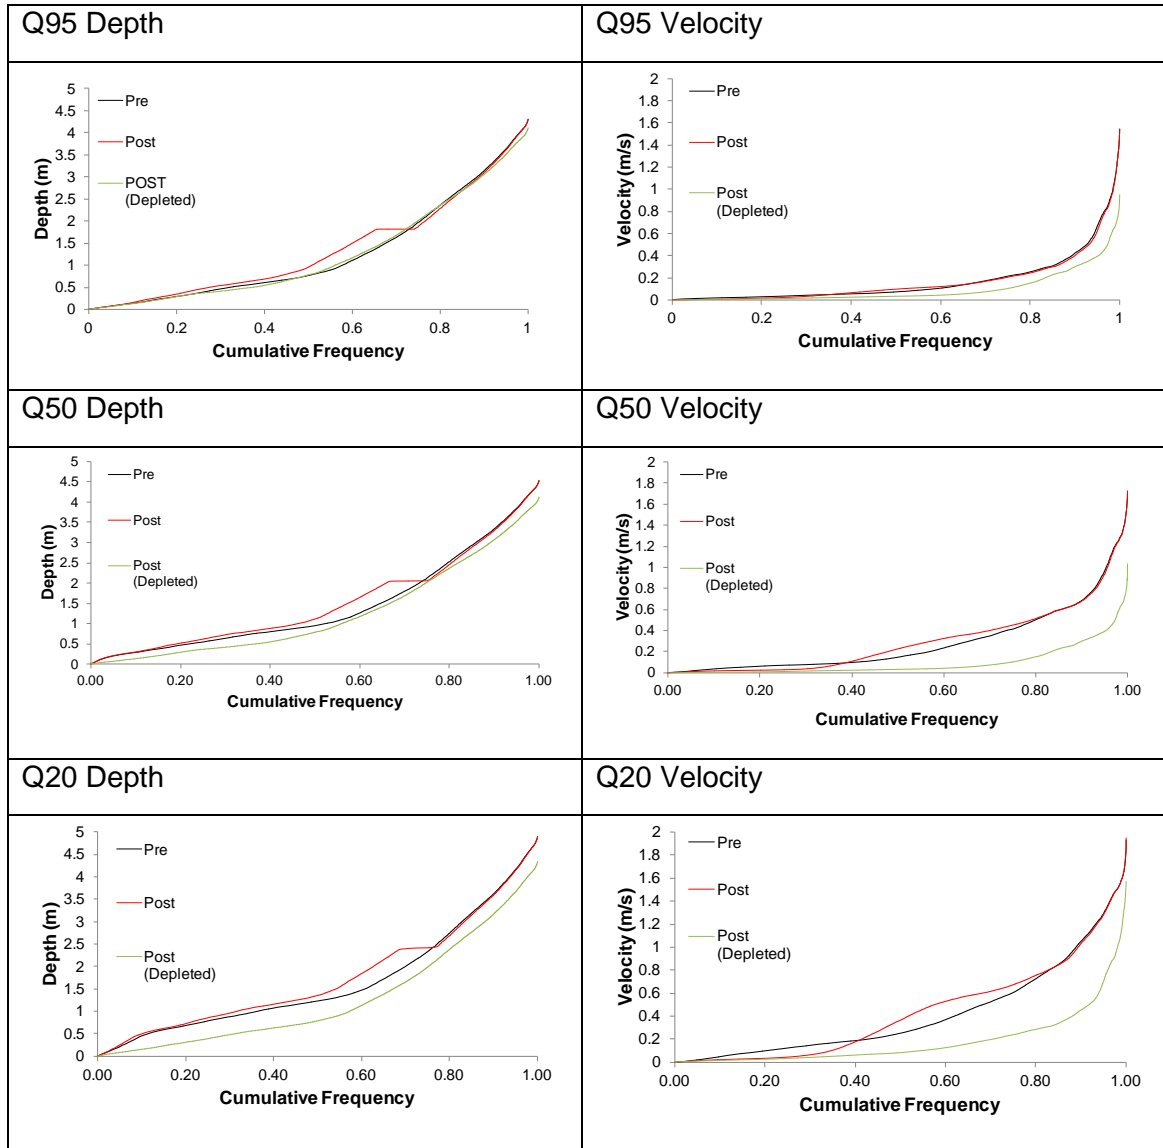 Q95 Depth
Q95 Velocity
Depth (m)
5
4.5
4
3.5
3
2.5
2
1.5
1
0.5
0
Pre
Post
POST
(Depleted)
0 0.2 0.4 0.6 0.8 1
Cumulative Frequency
Velocity (m/s)
2
1.8
1.6
1.4
1.2
1
0.8
0.6
0.4
0.2
0
Pre
Post
Post
(Depleted)
0 0.2 0.4 0.6 0.8 1
Cumulative Frequency
Q50 Depth
Q50 Velocity
Depth (m)
5
4.5
4
3.5
3
2.5
2
1.5
1
0.5
0
Pre
Post
Post
(Depleted)
0.00 0.20 0.40 0.60 0.80 1.00
Cumulative Frequency
Velocity (m/s)
2
1.8
1.6
1.4
1.2
1
0.8
0.6
0.4
0.2
0
Pre
Post
Post
(Depleted)
0.00 0.20 0.40 0.60 0.80 1.00
Cumulative Frequency
Q20 Depth
Q20 Velocity
Depth (m)
5
4.5
4
3.5
3
2.5
2
1.5
1
0.5
0
Pre
Post
Post
(Depleted)
0.00 0.20 0.40 0.60 0.80 1.00
Cumulative Frequency
Velocity (m/s)
2
1.8
1.6
1.4
1.2
1
0.8
0.6
0.4
0.2
0
Pre
Post
Post
(Depleted)
0.00 0.20 0.40 0.60 0.80 1.00
Cumulative Frequency